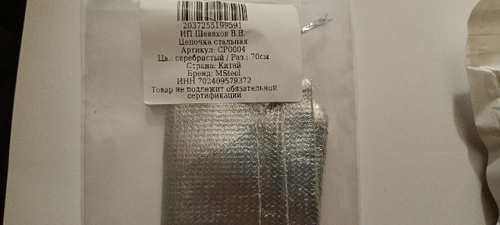 2037255199591
ИП Шевяхов В.В.
Цепочка стальная
Артикул: CP0004
Цв.: серебристый / Раз.: 70см
Страна: Китай
Бренд: MSteel
ИНН 702409579372
Товар не подлежит обязательной
сертификации